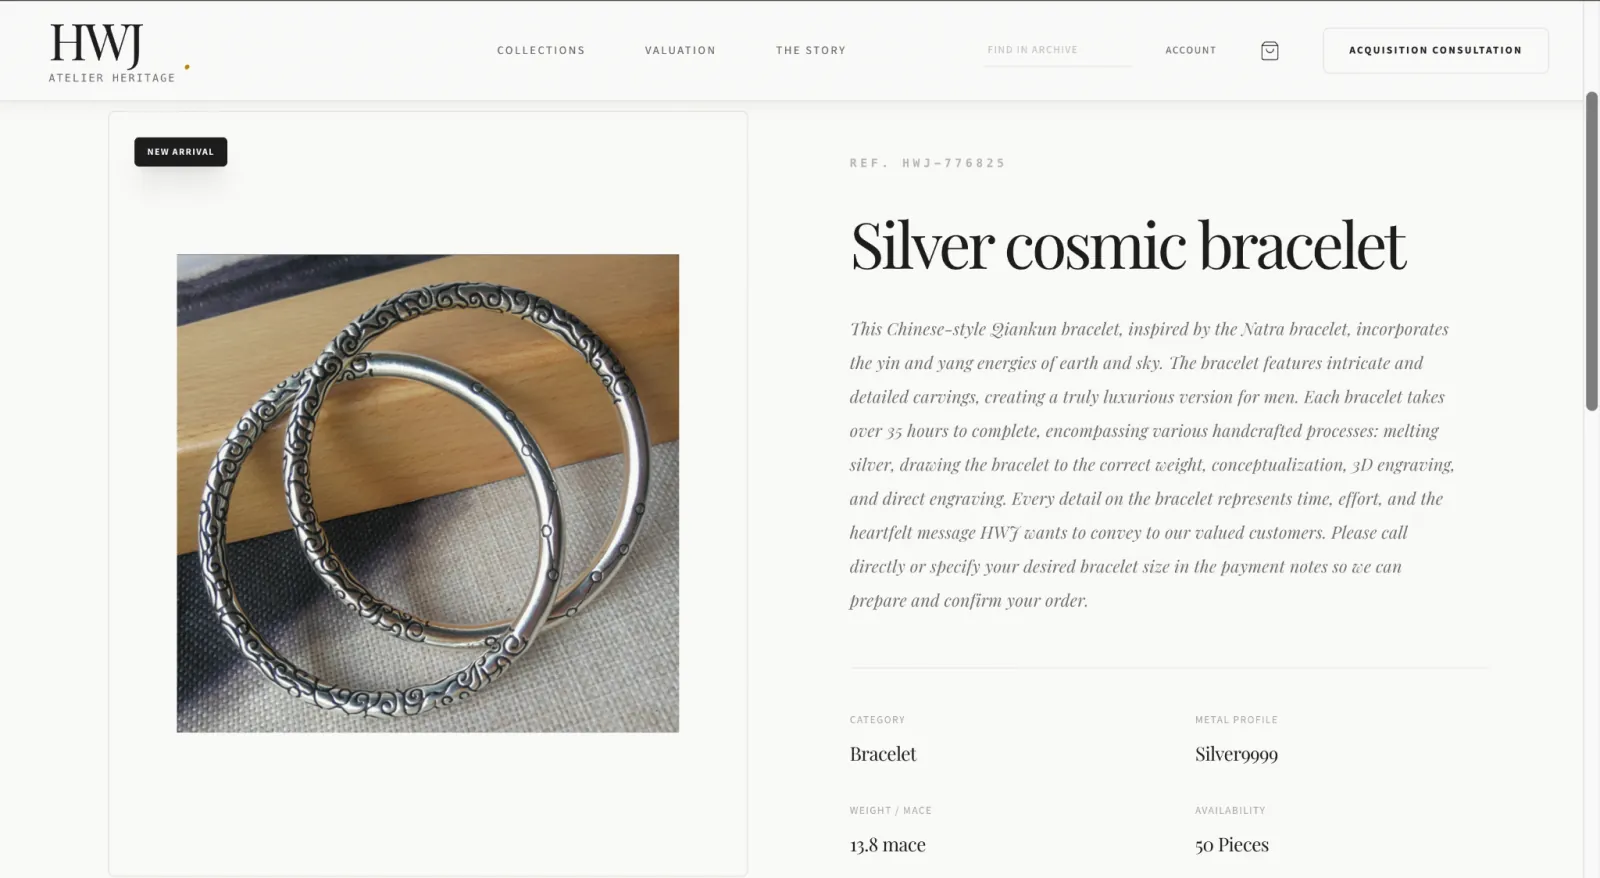 HWJ
ATELIER HERITAGE
COLLECTIONS
VALUATION
THE STORY
FIND IN ARCHIVE
ACCOUNT
ACQUISITION CONSULTATION
NEW ARRIVAL
REF. HWJ-776825
Silver cosmic bracelet
This Chinese-style Qiankun bracelet, inspired by the Natra bracelet, incorporates
the yin and yang energies of earth and sky. The bracelet features intricate and
detailed carvings, creating a truly luxurious version for men. Each bracelet takes
over 35 hours to complete, encompassing various handcrafted processes: melting
silver, drawing the bracelet to the correct weight, conceptualization, 3D engraving,
and direct engraving. Every detail on the bracelet represents time, effort, and the
heartfelt message HWJ wants to convey to our valued customers. Please call
directly or specify your desired bracelet size in the payment notes so we can
prepare and confirm your order.
CATEGORY
Bracelet
METAL PROFILE
Silver9999
WEIGHT / MACE
13.8 mace
AVAILABILITY
50 Pieces